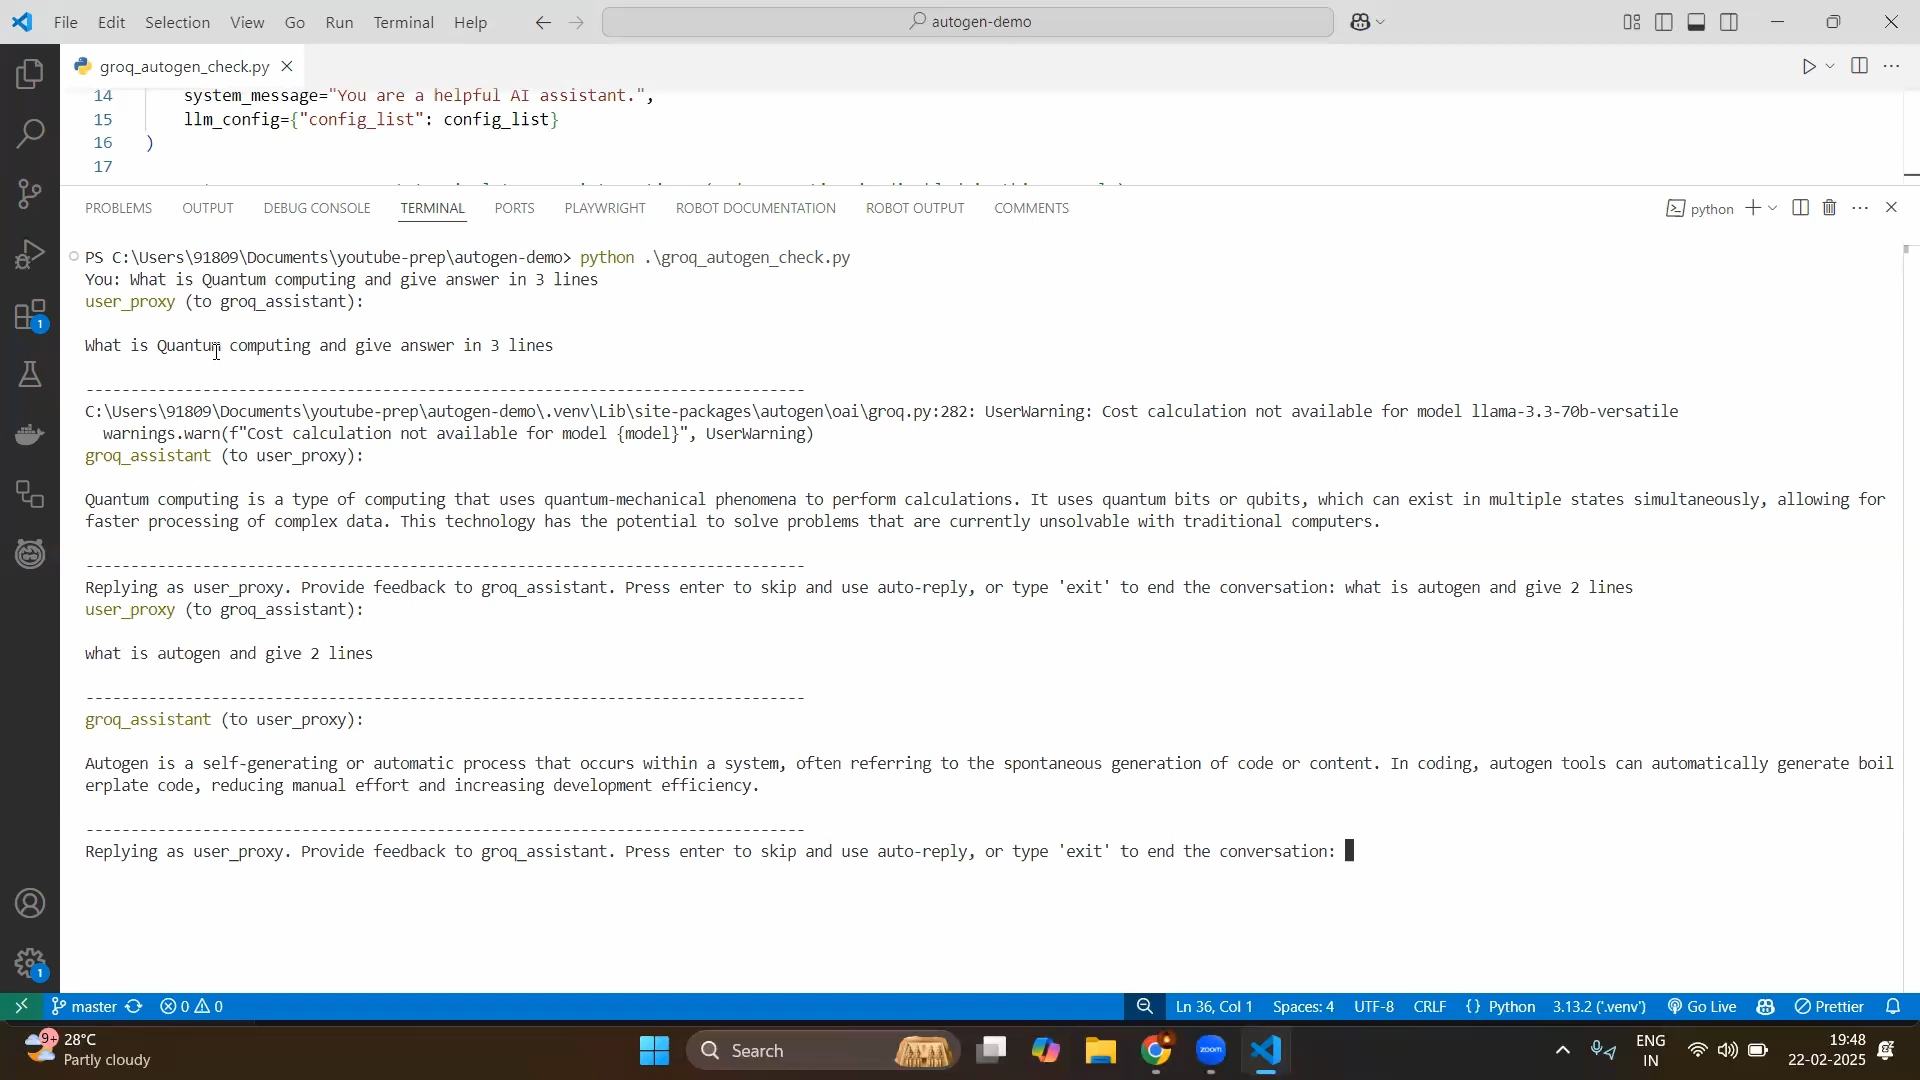 File Edit Selection View Go Run Terminal Help
autogen-demo
groq_autogen_check.py
14 system_message="You are a helpful AI assistant.",
15 llm_config={"config_list": config_list}
16 )
17
PROBLEMS OUTPUT DEBUG CONSOLE TERMINAL PORTS PLAYWRIGHT ROBOT DOCUMENTATION ROBOT OUTPUT COMMENTS
python
PS C:\Users\91809\Documents\youtube-prep\autogen-demo> python .\groq_autogen_check.py
You: What is Quantum computing and give answer in 3 lines
user_proxy (to groq_assistant):
What is Quantum computing and give answer in 3 lines
--------------------------------------------------------------------------------
C:\Users\91809\Documents\youtube-prep\autogen-demo\.venv\Lib\site-packages\autogen\oai\groq.py:282: UserWarning: Cost calculation not available for model llama-3.3-70b-versatile
warnings.warn(f"Cost calculation not available for model {model}", UserWarning)
groq_assistant (to user_proxy):
Quantum computing is a type of computing that uses quantum-mechanical phenomena to perform calculations. It uses quantum bits or qubits, which can exist in multiple states simultaneously, allowing for
faster processing of complex data. This technology has the potential to solve problems that are currently unsolvable with traditional computers.
--------------------------------------------------------------------------------
Replying as user_proxy. Provide feedback to groq_assistant. Press enter to skip and use auto-reply, or type 'exit' to end the conversation: what is autogen and give 2 lines
user_proxy (to groq_assistant):
what is autogen and give 2 lines
--------------------------------------------------------------------------------
groq_assistant (to user_proxy):
Autogen is a self-generating or automatic process that occurs within a system, often referring to the spontaneous generation of code or content. In coding, autogen tools can automatically generate boil
erplate code, reducing manual effort and increasing development efficiency.
--------------------------------------------------------------------------------
Replying as user_proxy. Provide feedback to groq_assistant. Press enter to skip and use auto-reply, or type 'exit' to end the conversation:
1
1
master 0 0 Ln 36, Col 1 Spaces: 4 UTF-8 CRLF {} Python 3.13.2 ('.venv') Go Live Prettier
9+ 28°C
Partly cloudy
Search
zoom
ENG
IN
19:48
22-02-2025